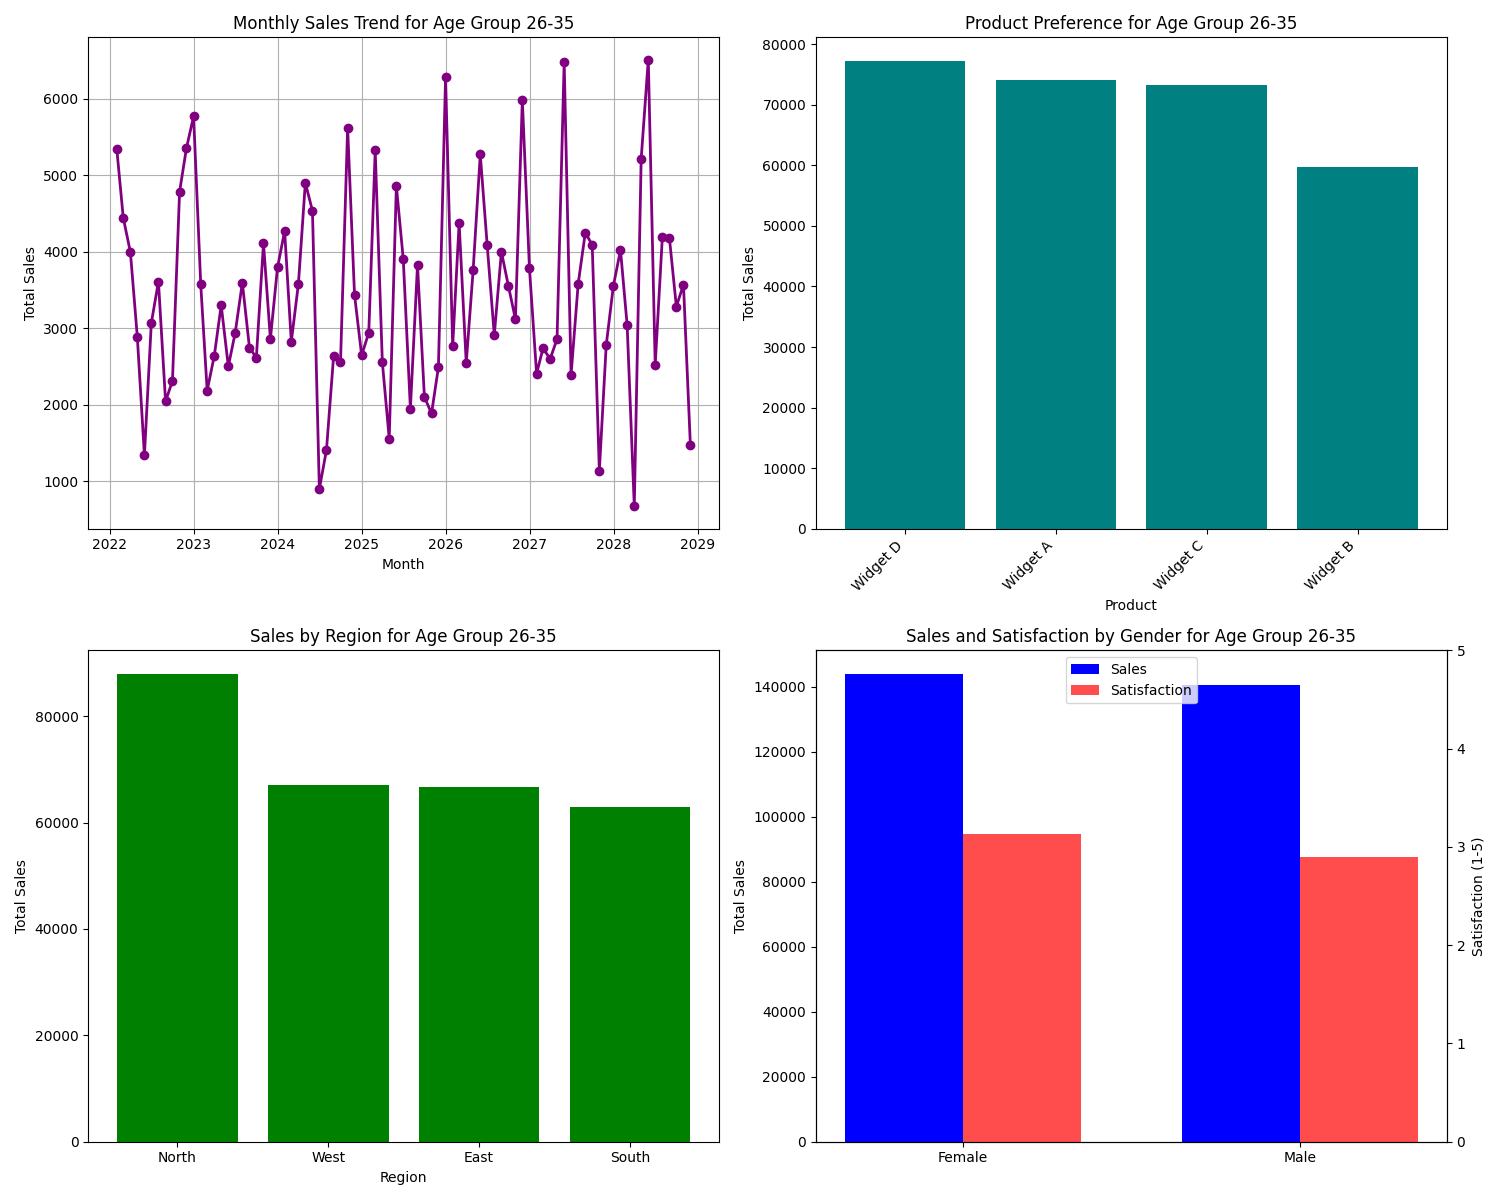 Monthly Sales Trend for Age Group 26-35
Total Sales
6000
5000
4000
3000
2000
1000
2022 2023 2024 2025 2026 2027 2028 2029
Month
Product Preference for Age Group 26-35
Total Sales
80000
70000
60000
50000
40000
30000
20000
10000
0
Widget D
Widget A
Widget C
Widget B
Product
Sales by Region for Age Group 26-35
Total Sales
80000
60000
40000
20000
0
North West East South
Region
Sales and Satisfaction by Gender for Age Group 26-35
Sales
Satisfaction
Total Sales
140000
120000
100000
80000
60000
40000
20000
0
5
4
3
2
1
0
Satisfaction (1-5)
Female Male